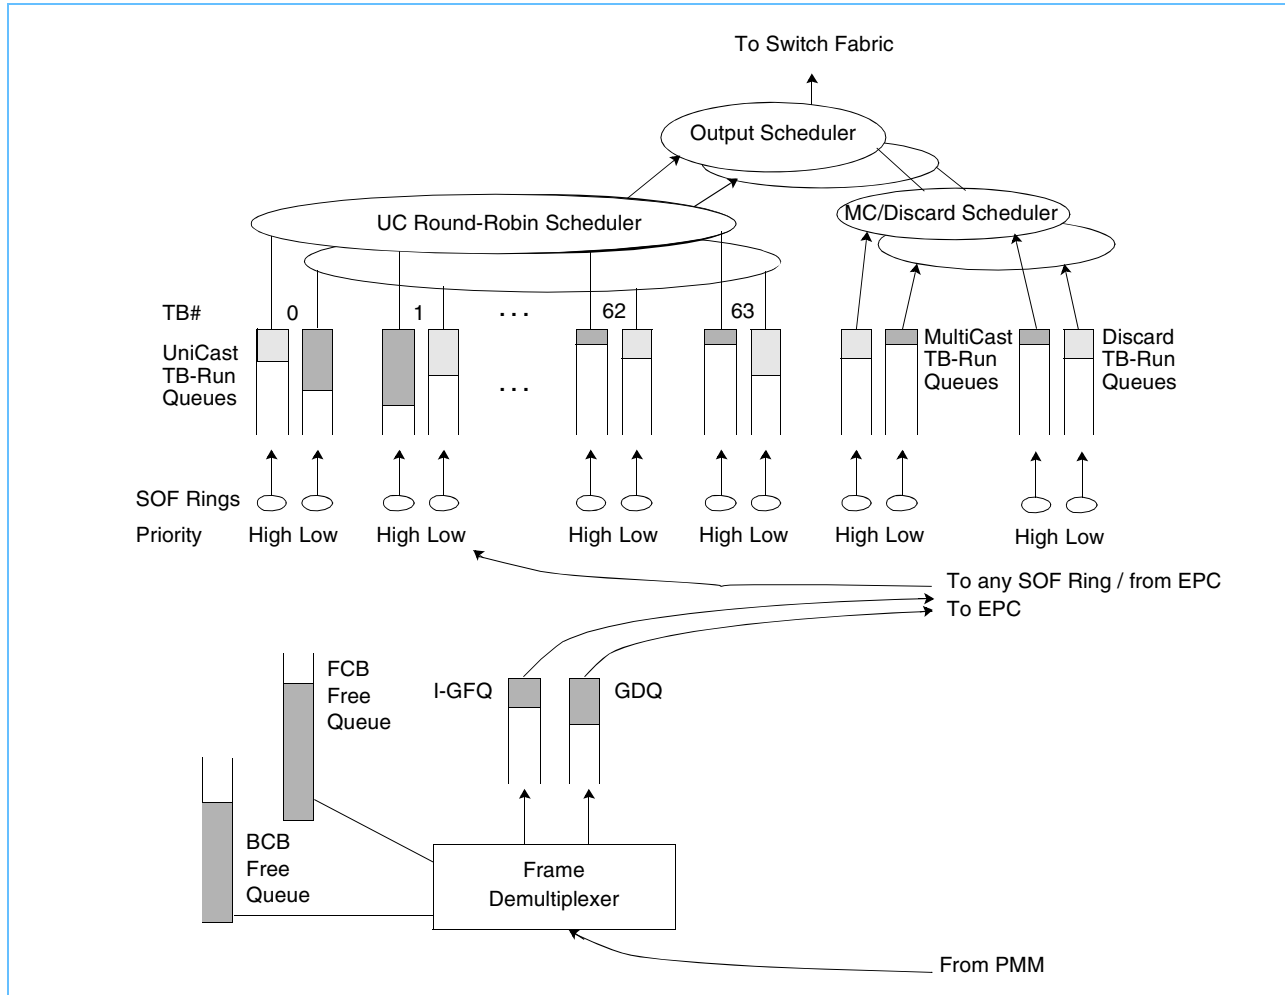 To Switch Fabric
Output Scheduler
UC Round-Robin Scheduler
MC/Discard Scheduler
TB# 0 1 . . . 62 63
UniCast
TB-Run
Queues
. . .
MultiCast
TB-Run
Queues
Discard
TB-Run
Queues
SOF Rings
Priority High Low High Low High Low High Low High Low High Low
To any SOF Ring / from EPC
To EPC
FCB
Free
Queue
I-GFQ
GDQ
BCB
Free
Queue
Frame
Demultiplexer
From PMM